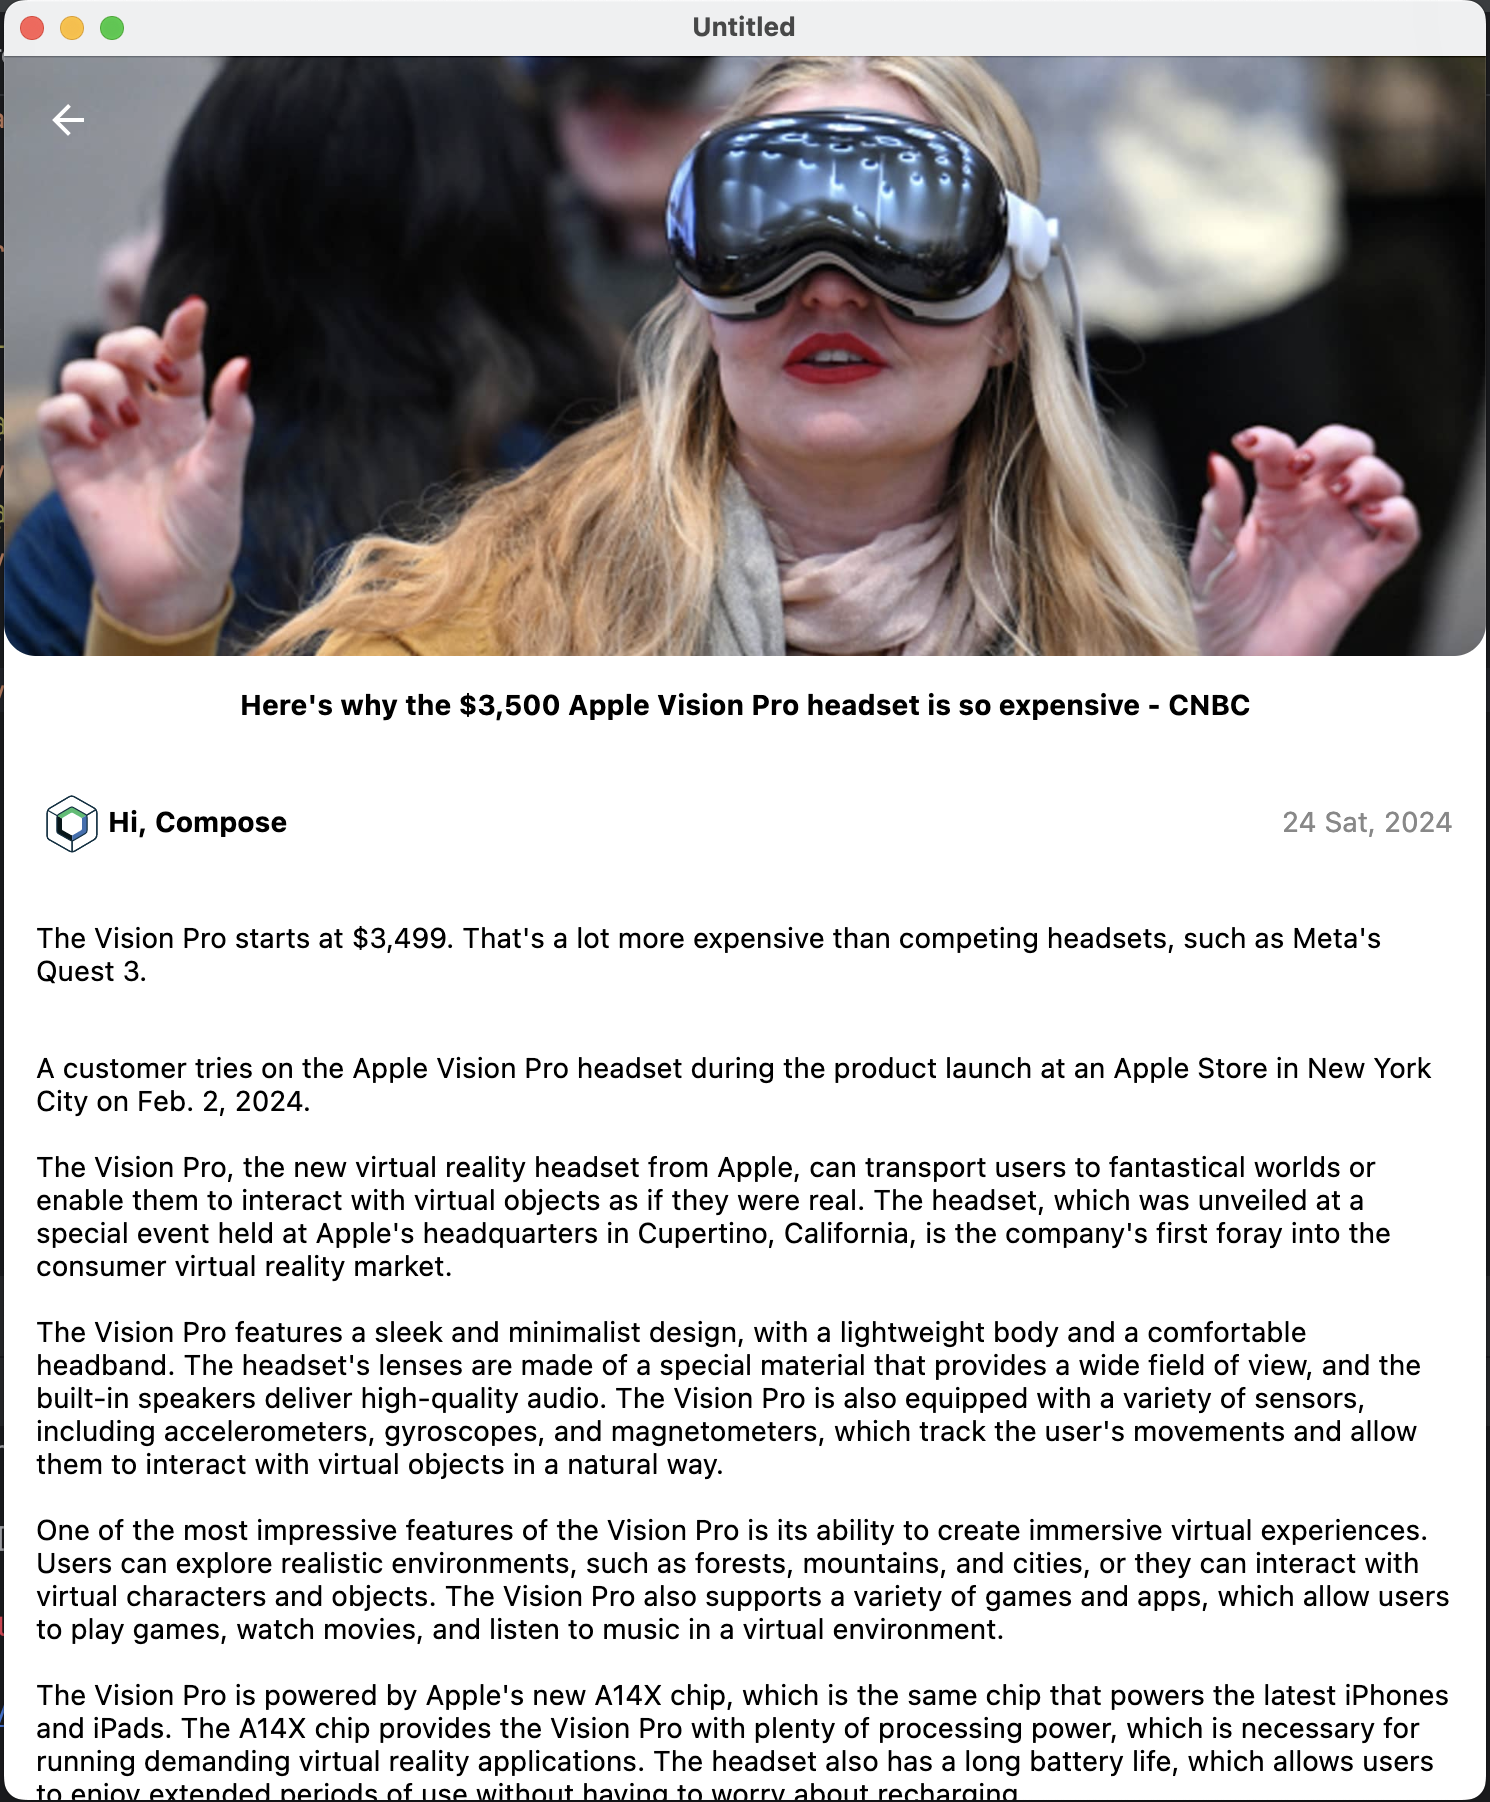 Untitled
Here's why the $3,500 Apple Vision Pro headset is so expensive - CNBC
Hi, Compose
24 Sat, 2024
The Vision Pro starts at $3,499. That's a lot more expensive than competing headsets, such as Meta's
Quest 3.
A customer tries on the Apple Vision Pro headset during the product launch at an Apple Store in New York
City on Feb. 2, 2024.
The Vision Pro, the new virtual reality headset from Apple, can transport users to fantastical worlds or
enable them to interact with virtual objects as if they were real. The headset, which was unveiled at a
special event held at Apple's headquarters in Cupertino, California, is the company's first foray into the
consumer virtual reality market.
The Vision Pro features a sleek and minimalist design, with a lightweight body and a comfortable
headband. The headset's lenses are made of a special material that provides a wide field of view, and the
built-in speakers deliver high-quality audio. The Vision Pro is also equipped with a variety of sensors,
including accelerometers, gyroscopes, and magnetometers, which track the user's movements and allow
them to interact with virtual objects in a natural way.
One of the most impressive features of the Vision Pro is its ability to create immersive virtual experiences.
Users can explore realistic environments, such as forests, mountains, and cities, or they can interact with
virtual characters and objects. The Vision Pro also supports a variety of games and apps, which allow users
to play games, watch movies, and listen to music in a virtual environment.
The Vision Pro is powered by Apple's new A14X chip, which is the same chip that powers the latest iPhones
and iPads. The A14X chip provides the Vision Pro with plenty of processing power, which is necessary for
running demanding virtual reality applications. The headset also has a long battery life, which allows users
to enjoy extended periods of use without having to worry about recharging.